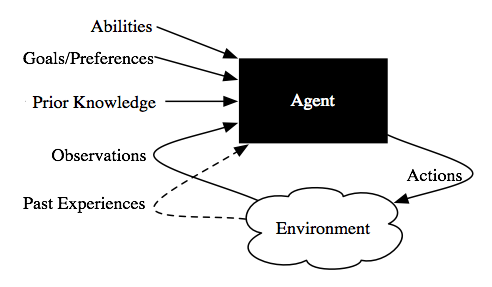 Abilities
Goals/Preferences
Prior Knowledge
Agent
Observations
Past Experiences
Actions
Environment